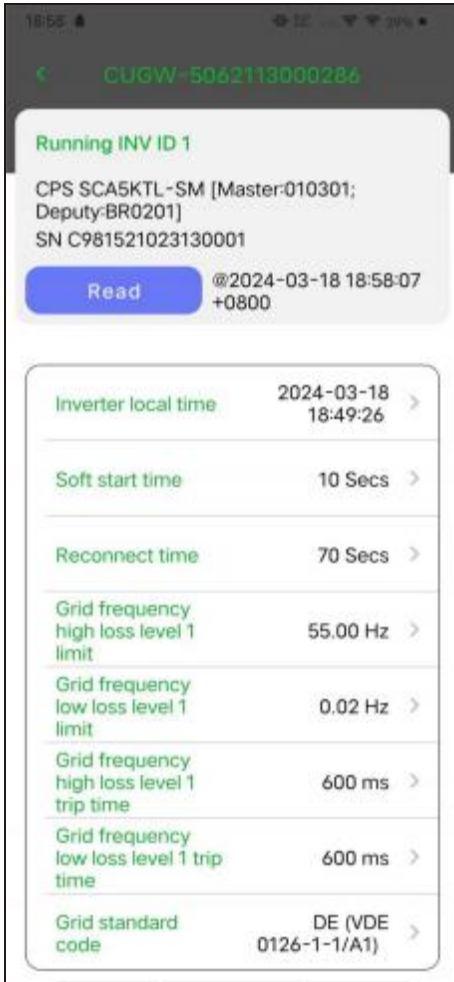 18:58
29%
CUGW-5062113000286
Running INV ID 1
CPS SCA5KTL-SM [Master:010301;
Deputy:BR0201]
SN C981521023130001
Read
@2024-03-18 18:58:07
+0800
Inverter local time
2024-03-18
18:49:26
Soft start time
10 Secs
Reconnect time
70 Secs
Grid frequency
high loss level 1
limit
55.00 Hz
Grid frequency
low loss level 1
limit
0.02 Hz
Grid frequency
high loss level 1
trip time
600 ms
Grid frequency
low loss level 1 trip
time
600 ms
Grid standard
code
DE (VDE
0126-1-1/A1)